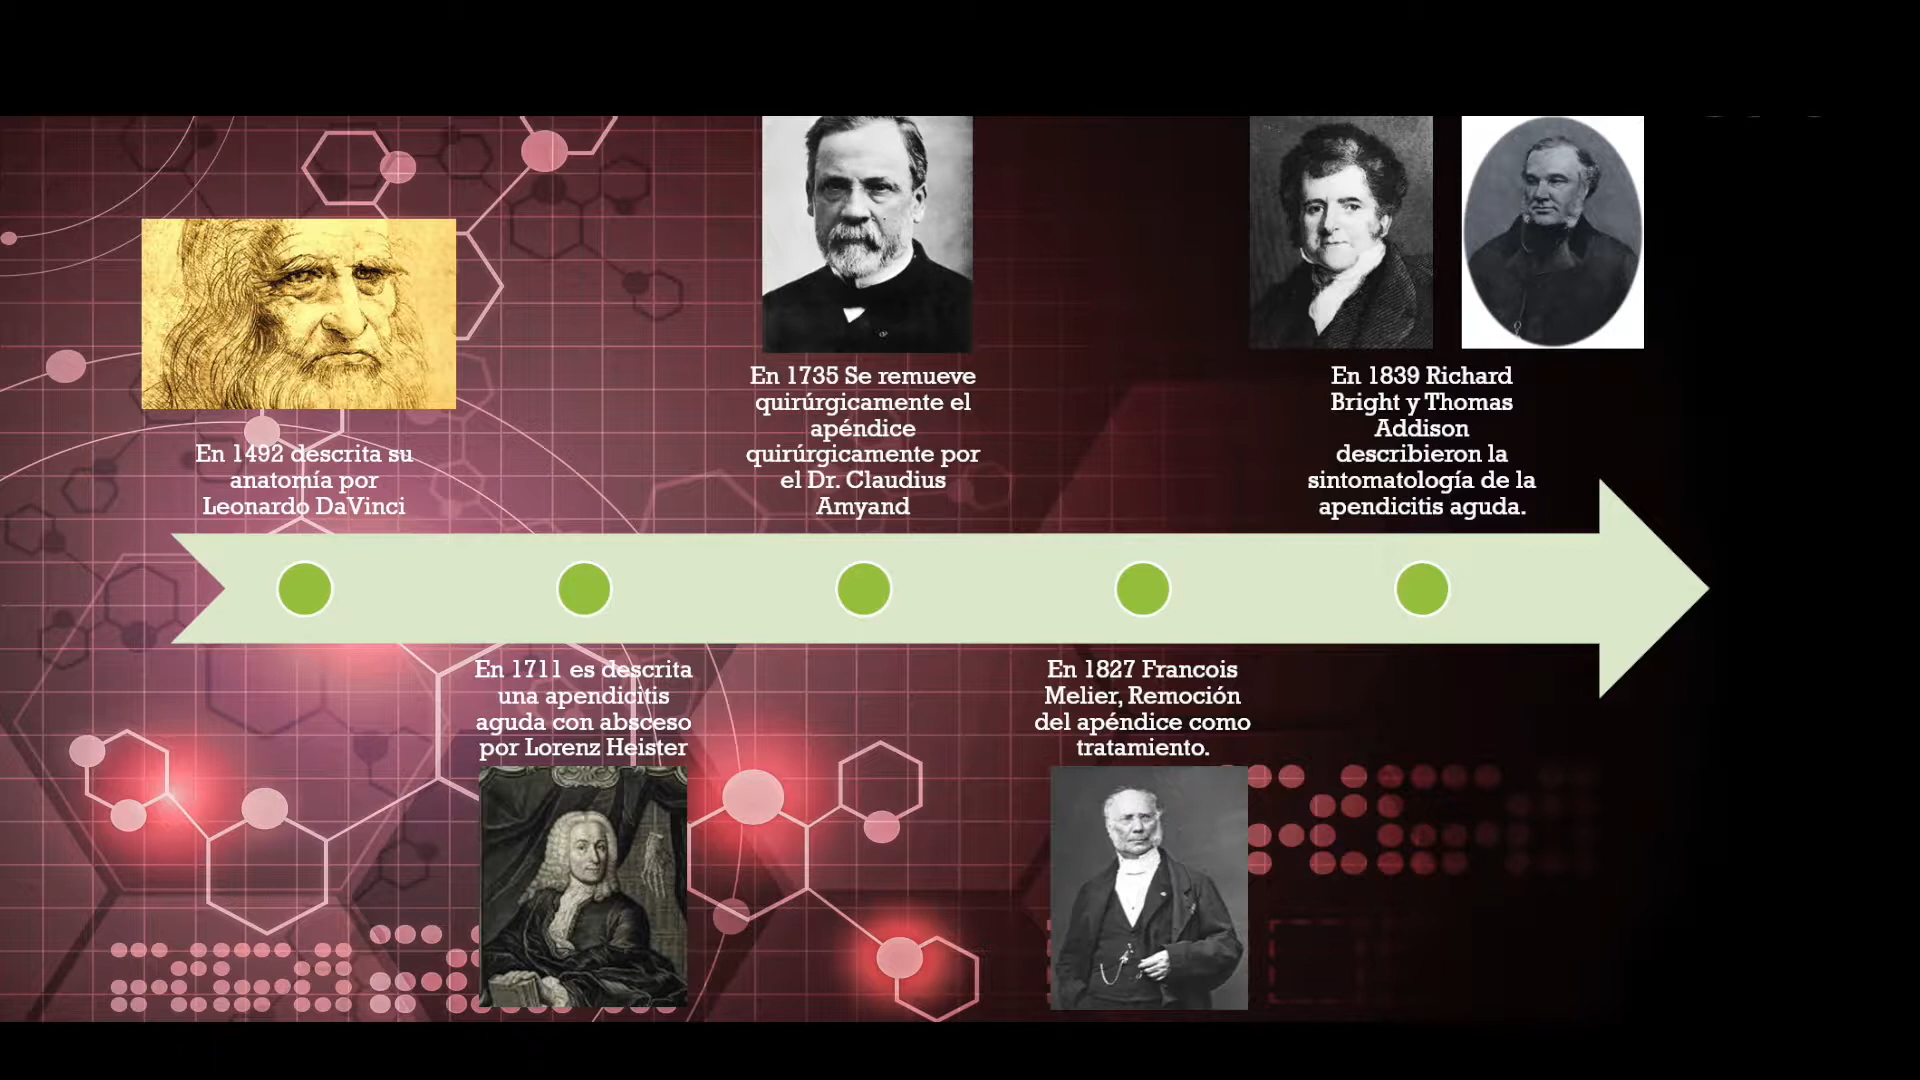 En 1492 descrita su
anatomía por
Leonardo DaVinci
En 1711 es descrita
una apendicitis
aguda con absceso
por Lorenz Heister
En 1735 Se remueve
quirúrgicamente el
apéndice
quirúrgicamente por
el Dr. Claudius
Amyand
En 1827 Francois
Melier, Remoción
del apéndice como
tratamiento.
En 1839 Richard
Bright y Thomas
Addison
describieron la
sintomatología de la
apendicitis aguda.